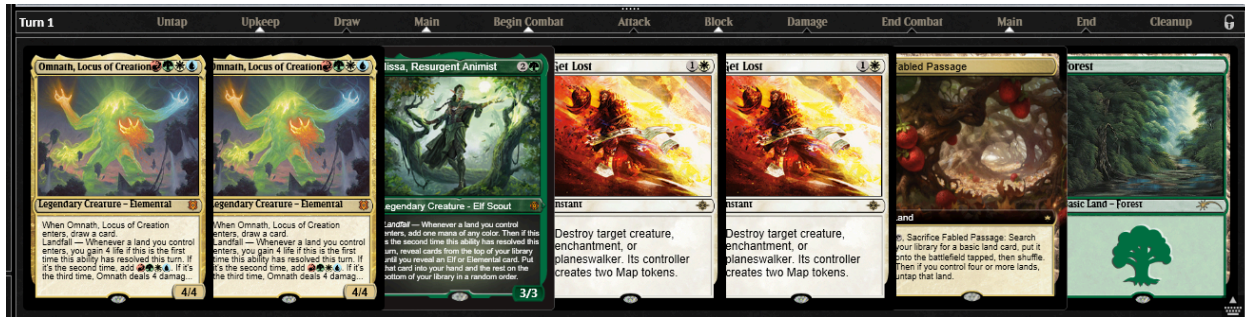 Turn 1 Untap Upkeep Draw Main Begin Combat Attack Block Damage End Combat Main End Cleanup
Omnath, Locus of Creation
Legendary Creature – Elemental
When Omnath, Locus of Creation
enters, draw a card.
Landfall — Whenever a land you control
enters, you gain 4 life if this is the first
time this ability has resolved this turn. If
it's the second time, add
. If
it's the third time, Omnath deals 4 damag...
4/4
Omnath, Locus of Creation
Legendary Creature – Elemental
When Omnath, Locus of Creation
enters, draw a card.
Landfall — Whenever a land you control
enters, you gain 4 life if this is the first
time this ability has resolved this turn. If
it's the second time, add
. If
it's the third time, Omnath deals 4 damag...
4/4
issa, Resurgent Animist
2
egendary Creature – Elf Scout
Landfall — Whenever a land you control
enters, add one mana of any color. Then if this
is the second time this ability has resolved this
turn, reveal cards from the top of your library
until you reveal an Elf or Elemental card. Put
that card into your hand and the rest on the
bottom of your library in a random order.
3/3
Get Lost
1
nstant
Destroy target creature,
enchantment, or
planeswalker. Its controller
creates two Map tokens.
Get Lost
1
nstant
Destroy target creature,
enchantment, or
planeswalker. Its controller
creates two Map tokens.
Fabled Passage
Land
, Sacrifice Fabled Passage: Search
your library for a basic land card, put it
onto the battlefield tapped, then shuffle.
Then if you control four or more lands,
untap that land.
Forest
Basic Land – Forest